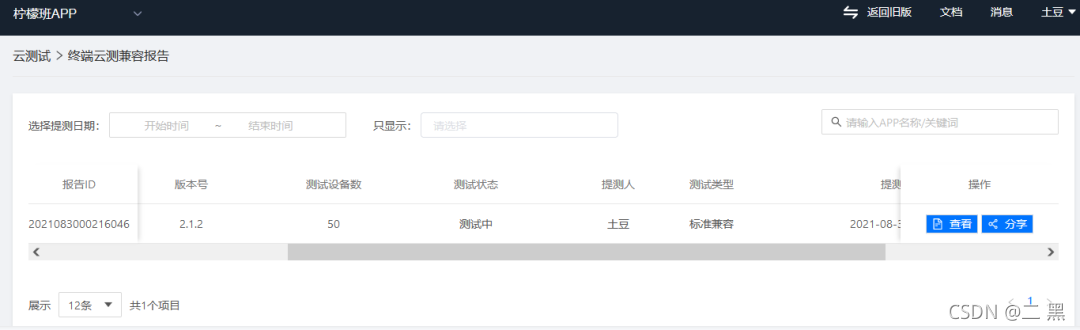 柠檬班APP 返回旧版 文档 消息 土豆
云测试 > 终端云测兼容报告
选择提测日期: 开始时间 ~ 结束时间 只显示: 请选择 请输入APP名称/关键词
报告ID 版本号 测试设备数 测试状态 提测人 测试类型 提测 操作
2021083000216046 2.1.2 50 测试中 土豆 标准兼容 2021-08-3 查看 分享
展示 12条 共1个项目 1
CSDN @二 黑